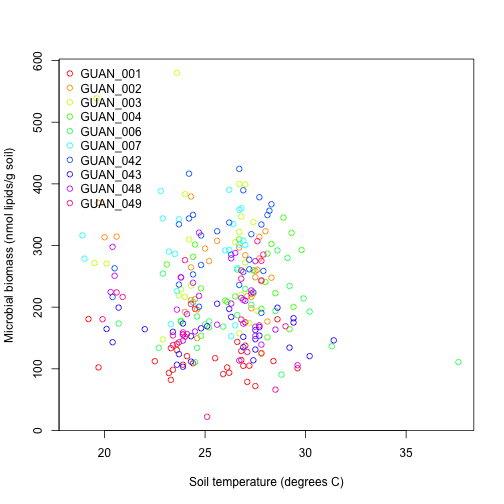 GUAN_001
GUAN_002
GUAN_003
GUAN_004
GUAN_006
GUAN_007
GUAN_042
GUAN_043
GUAN_048
GUAN_049
Microbial biomass (nmol lipids/g soil)
600
500
400
300
200
100
0
20 25 30 35
Soil temperature (degrees C)